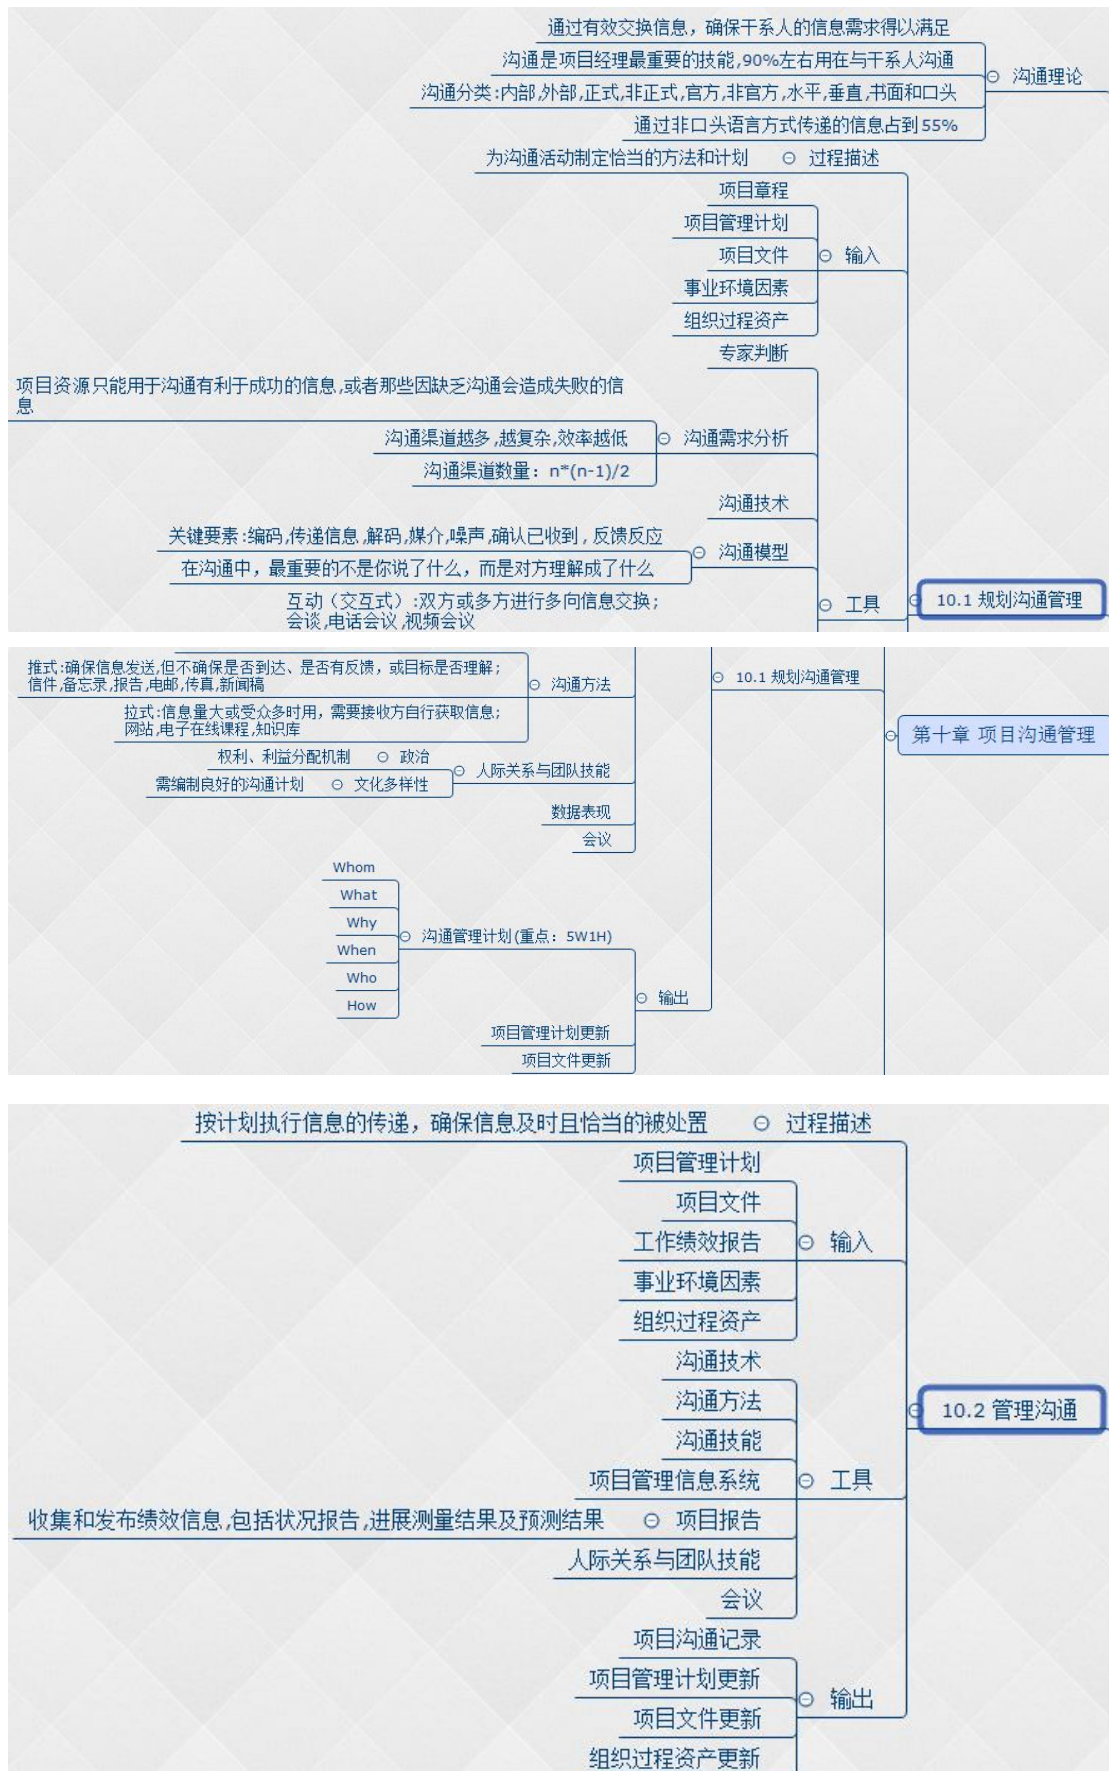 通过有效交换信息，确保干系人的信息需求得以满足
沟通是项目经理最重要的技能,90%左右用在与干系人沟通
沟通理论
沟通分类:内部,外部,正式,非正式,官方,非官方,水平,垂直,书面和口头
通过非口头语言方式传递的信息占到55%
为沟通活动制定恰当的方法和计划
过程描述
项目章程
项目管理计划
项目文件
输入
事业环境因素
组织过程资产
专家判断
项目资源只能用于沟通有利于成功的信息,或者那些因缺乏沟通会造成失败的信
息
沟通渠道越多,越复杂,效率越低
沟通需求分析
沟通渠道数量：n*(n-1)/2
沟通技术
关键要素:编码,传递信息,解码,媒介,噪声,确认已收到，反馈反应
沟通模型
在沟通中，最重要的不是你说了什么，而是对方理解成了什么
互动（交互式）:双方或多方进行多向信息交换；
会谈,电话会议,视频会议
工具
10.1 规划沟通管理
推式:确保信息发送,但不确保是否到达、是否有反馈，或目标是否理解；
信件,备忘录,报告,电邮,传真,新闻稿
沟通方法
10.1 规划沟通管理
拉式:信息量大或受众多时用，需要接收方自行获取信息；
网站,电子在线课程,知识库
第十章 项目沟通管理
权利、利益分配机制
政治
人际关系与团队技能
需编制良好的沟通计划
文化多样性
数据表现
会议
Whom
What
Why
沟通管理计划(重点：5W1H)
When
Who
How
输出
项目管理计划更新
项目文件更新
按计划执行信息的传递，确保信息及时且恰当的被处置
过程描述
项目管理计划
项目文件
工作绩效报告
输入
事业环境因素
组织过程资产
沟通技术
沟通方法
10.2 管理沟通
沟通技能
项目管理信息系统
工具
收集和发布绩效信息,包括状况报告,进展测量结果及预测结果
项目报告
人际关系与团队技能
会议
项目沟通记录
项目管理计划更新
输出
项目文件更新
组织过程资产更新